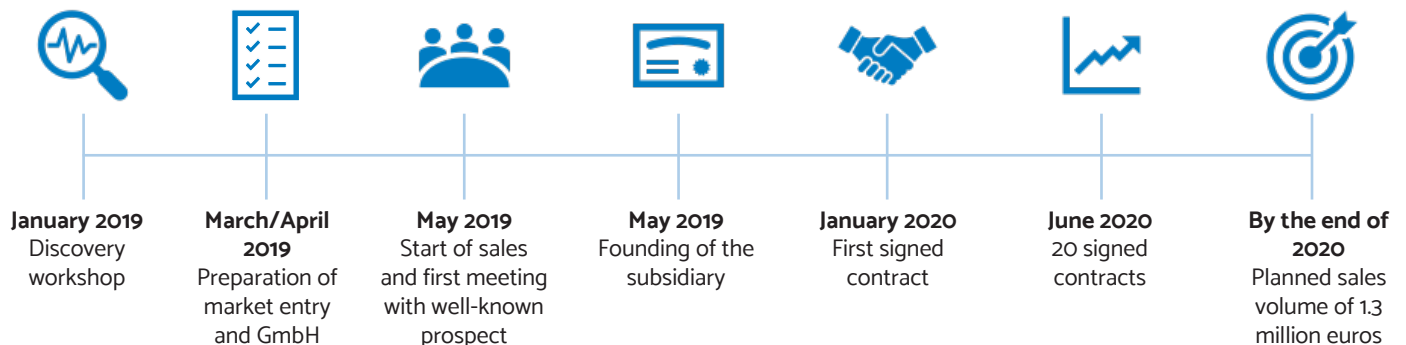 January 2019
Discovery
workshop
March/April
2019
Preparation of
market entry
and GmbH
May 2019
Start of sales
and first meeting
with well-known
prospect
May 2019
Founding of the
subsidiary
January 2020
First signed
contract
June 2020
20 signed
contracts
By the end of
2020
Planned sales
volume of 1.3
million euros